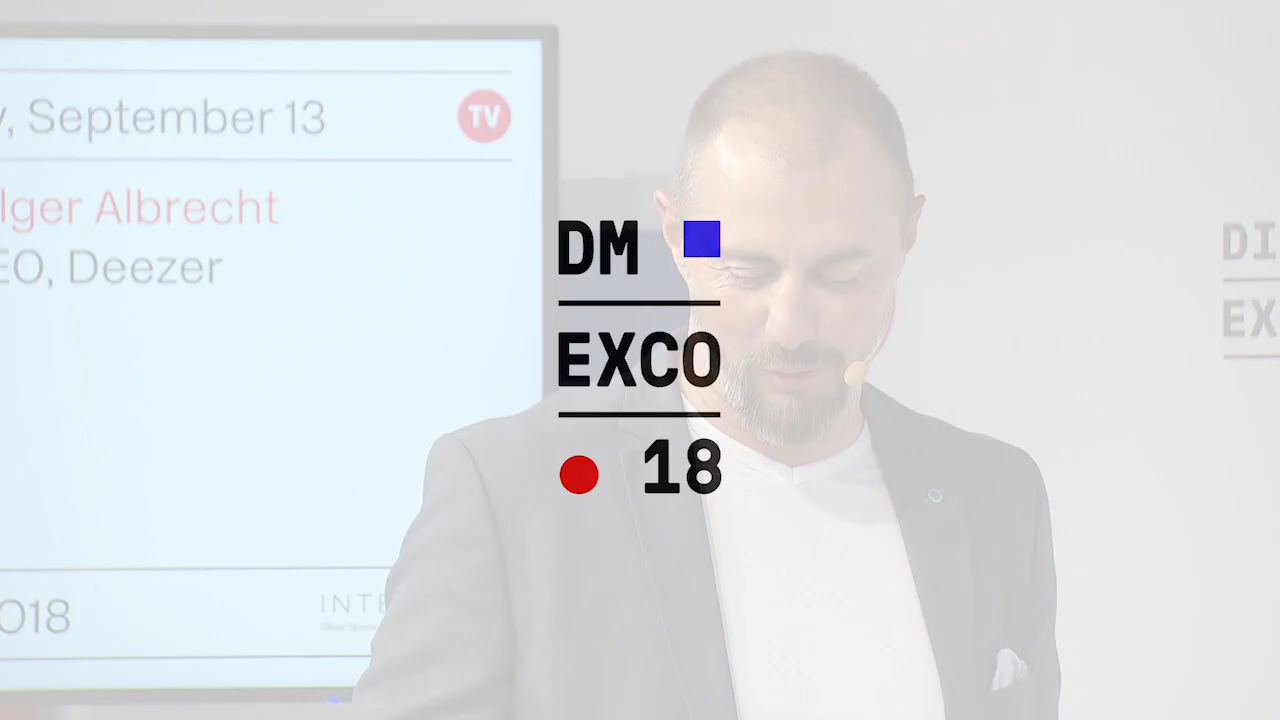 y, September 13
TV
lger Albrecht
EO, Deezer
DM
EXCO
18
DI
EX
018
INTE